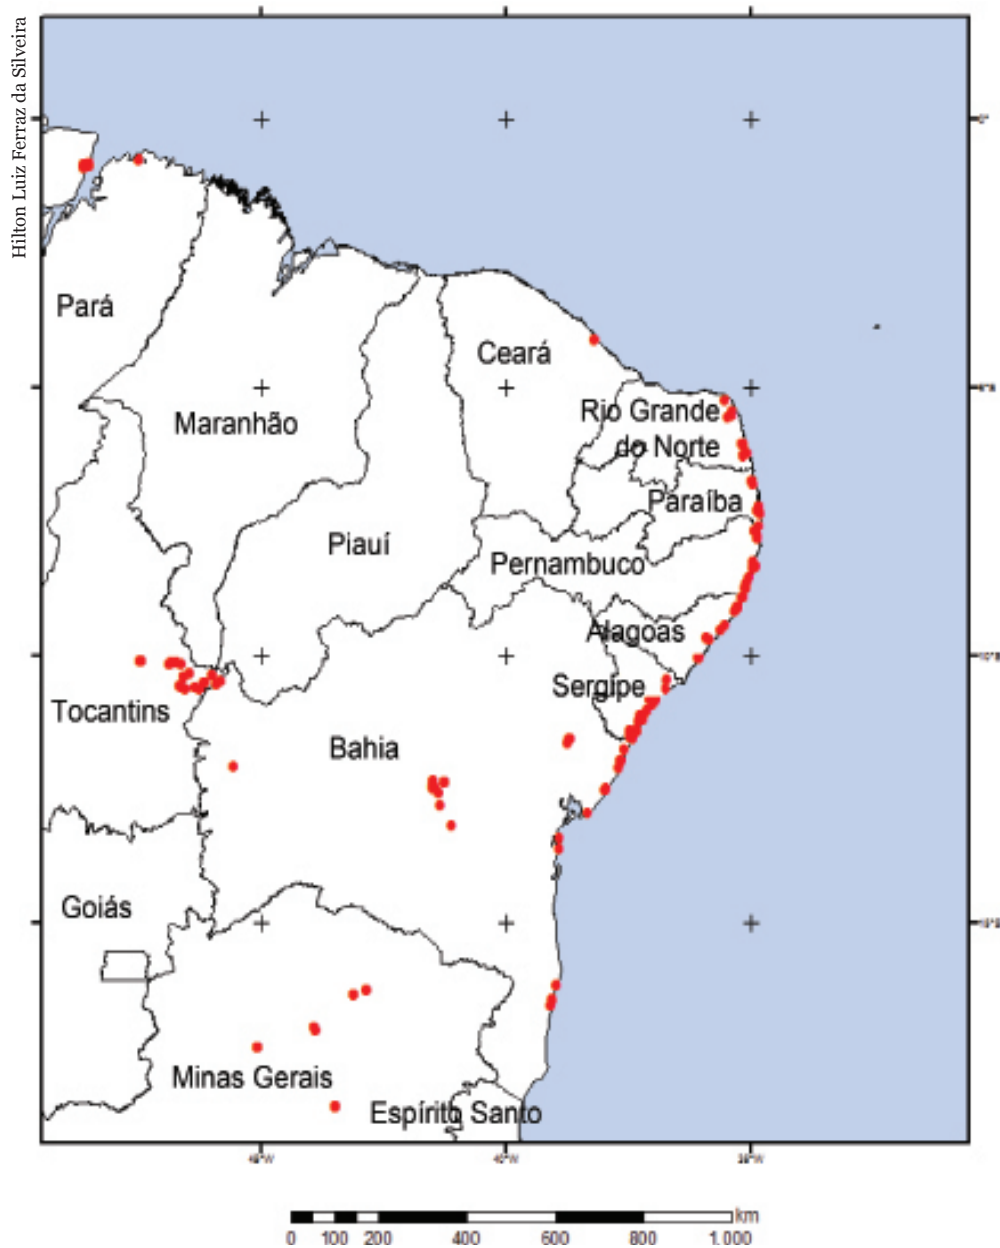 Hilton Luiz Ferraz da Silveira
Pará
Ceará
Maranhão
Rio Grande
do Norte
Paraíba
Piauí
Pernambuco
Alagoas
Sergipe
Tocantins
Bahia
Goiás
Minas Gerais
Espírito Santo
km
0 100 200 400 600 800 1.000